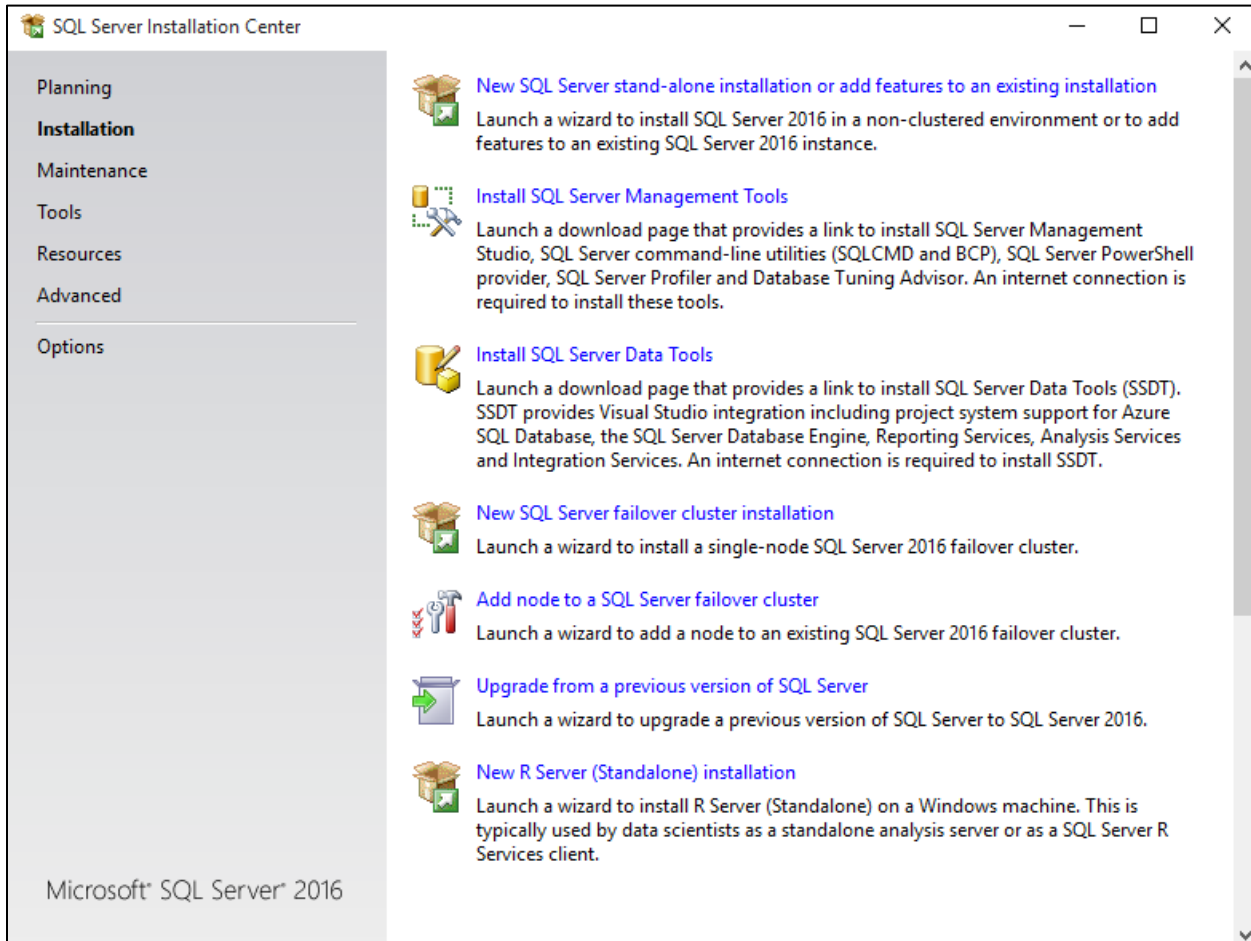 SQL Server Installation Center
Planning
Installation
Maintenance
Tools
Resources
Advanced
Options
Microsoft® SQL Server® 2016
New SQL Server stand-alone installation or add features to an existing installation
Launch a wizard to install SQL Server 2016 in a non-clustered environment or to add
features to an existing SQL Server 2016 instance.
Install SQL Server Management Tools
Launch a download page that provides a link to install SQL Server Management
Studio, SQL Server command-line utilities (SQLCMD and BCP), SQL Server PowerShell
provider, SQL Server Profiler and Database Tuning Advisor. An internet connection is
required to install these tools.
Install SQL Server Data Tools
Launch a download page that provides a link to install SQL Server Data Tools (SSDT).
SSDT provides Visual Studio integration including project system support for Azure
SQL Database, the SQL Server Database Engine, Reporting Services, Analysis Services
and Integration Services. An internet connection is required to install SSDT.
New SQL Server failover cluster installation
Launch a wizard to install a single-node SQL Server 2016 failover cluster.
Add node to a SQL Server failover cluster
Launch a wizard to add a node to an existing SQL Server 2016 failover cluster.
Upgrade from a previous version of SQL Server
Launch a wizard to upgrade a previous version of SQL Server to SQL Server 2016.
New R Server (Standalone) installation
Launch a wizard to install R Server (Standalone) on a Windows machine. This is
typically used by data scientists as a standalone analysis server or as a SQL Server R
Services client.